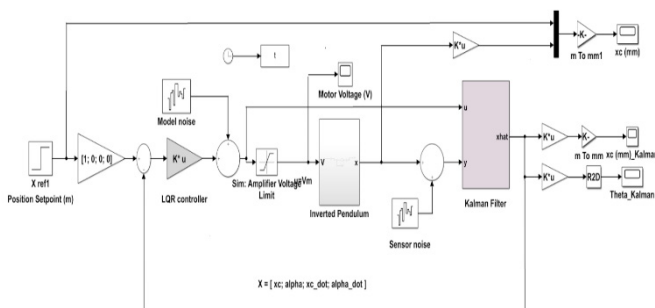 K*u
-K-
m To mm1
xc (mm)
t
Model noise
Motor Voltage (V)
u
xhat
y
X ref1
Position Setpoint (m)
[1; 0; 0; 0]
K* u
LQR controller
Sim: Amplifier Voltage
Limit
V
x
Inverted Pendulum
Sensor noise
Kalman Filter
K*u
K-
m To mm
xc (mm)_Kalman
K*u
R2D
Theta_Kalman
X = [ xc; alpha; xc_dot; alpha_dot ]